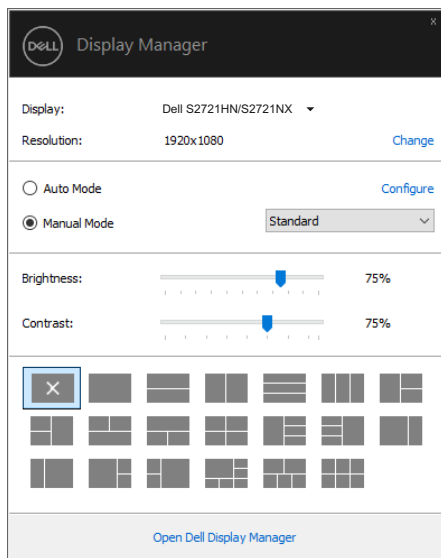 x
DELL Display Manager
Display: Dell S2721HN/S2721NX
Resolution: 1920x1080 Change
Auto Mode Configure
Manual Mode Standard
Brightness: 75%
Contrast: 75%
Open Dell Display Manager